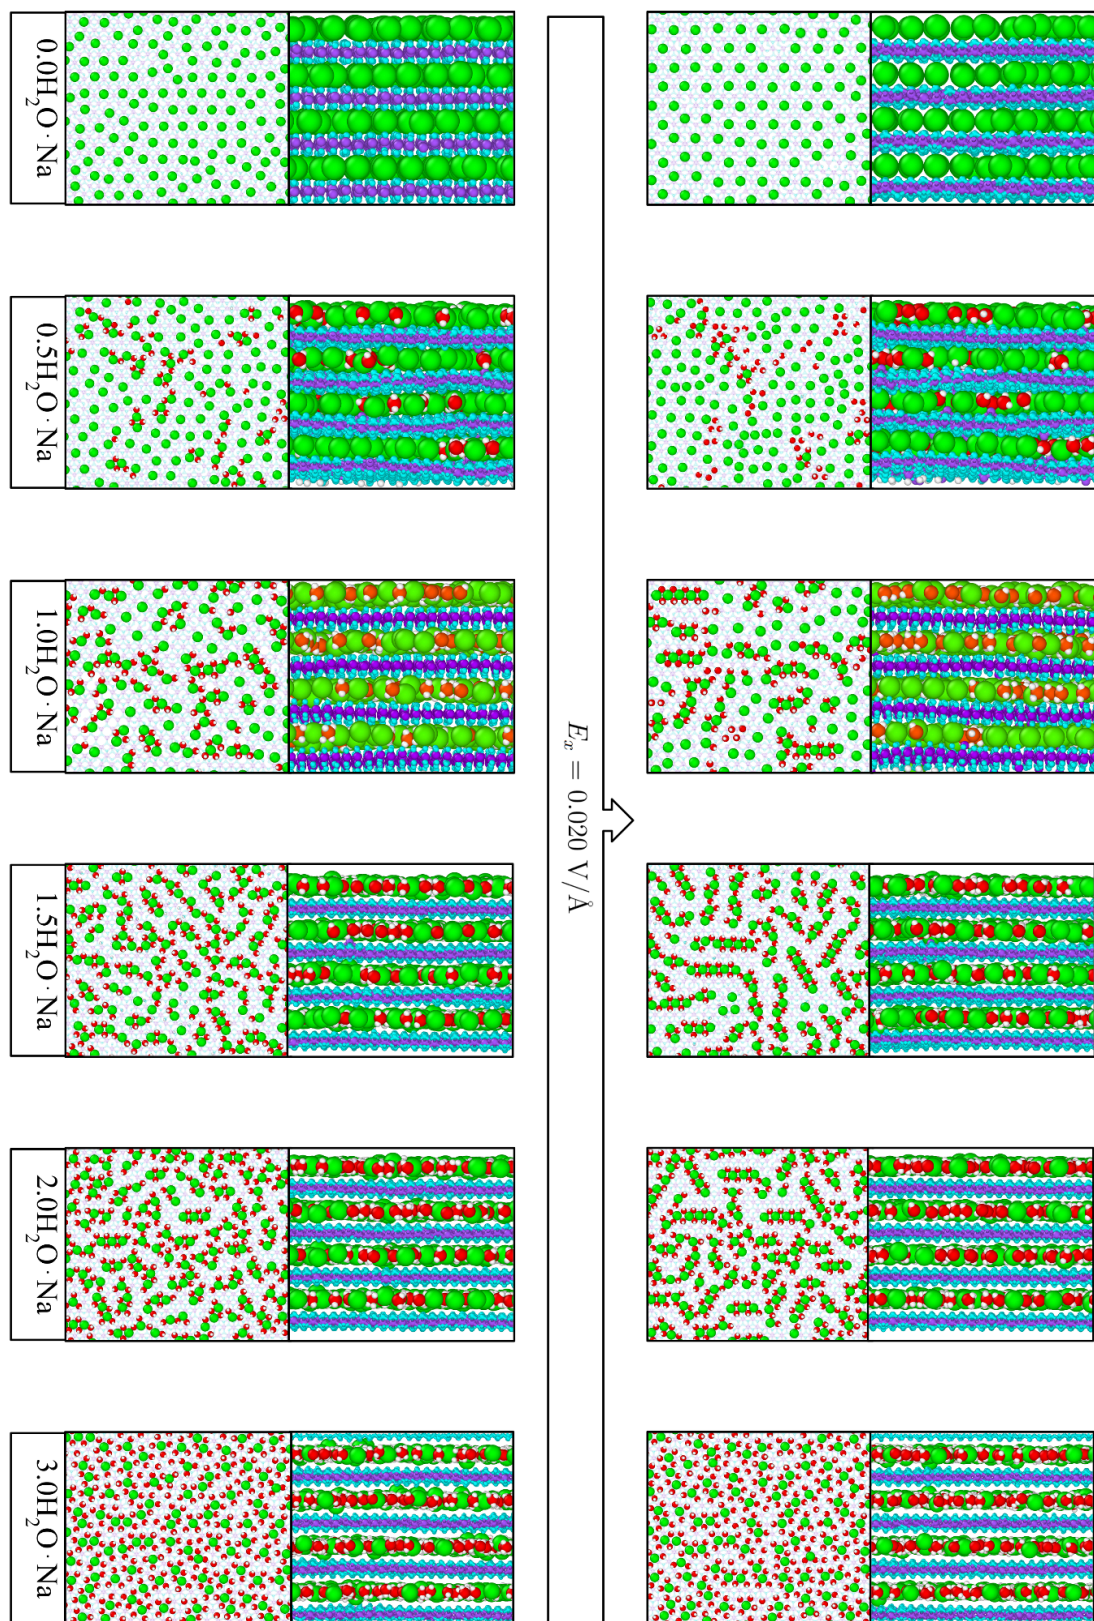 0.0H₂O · Na
0.5H₂O · Na
1.0H₂O · Na
1.5H₂O · Na
2.0H₂O · Na
3.0H₂O · Na
Eₓ = 0.020 V/Å